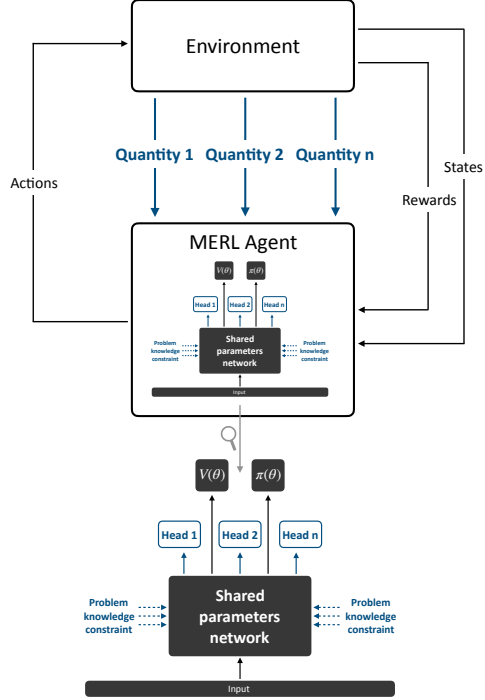 Environment
Quantity 1 Quantity 2 Quantity n
Actions
States
Rewards
MERL Agent
V(θ) π(θ)
Head 1 Head 2 Head n
Problem
knowledge
constraint
Shared
parameters
network
Problem
knowledge
constraint
Input
V(θ) π(θ)
Head 1 Head 2 Head n
Problem
knowledge
constraint
Shared
parameters
network
Problem
knowledge
constraint
Input